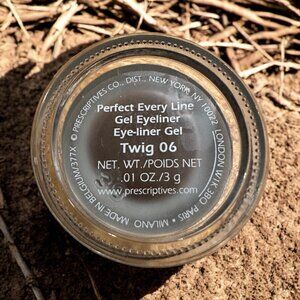 Perfect Every Line
Gel Eyeliner
Eye-liner Gel
Twig 06
NET. WT./POIDS NET
.01 OZ./3 g
www.prescriptives.com
© PRESCRIPTIVES CO., DIST., NEW YORK, NY 10022 LONDON W1K 3BQ PARIS • MILANO MADE IN BELGIUM/377X